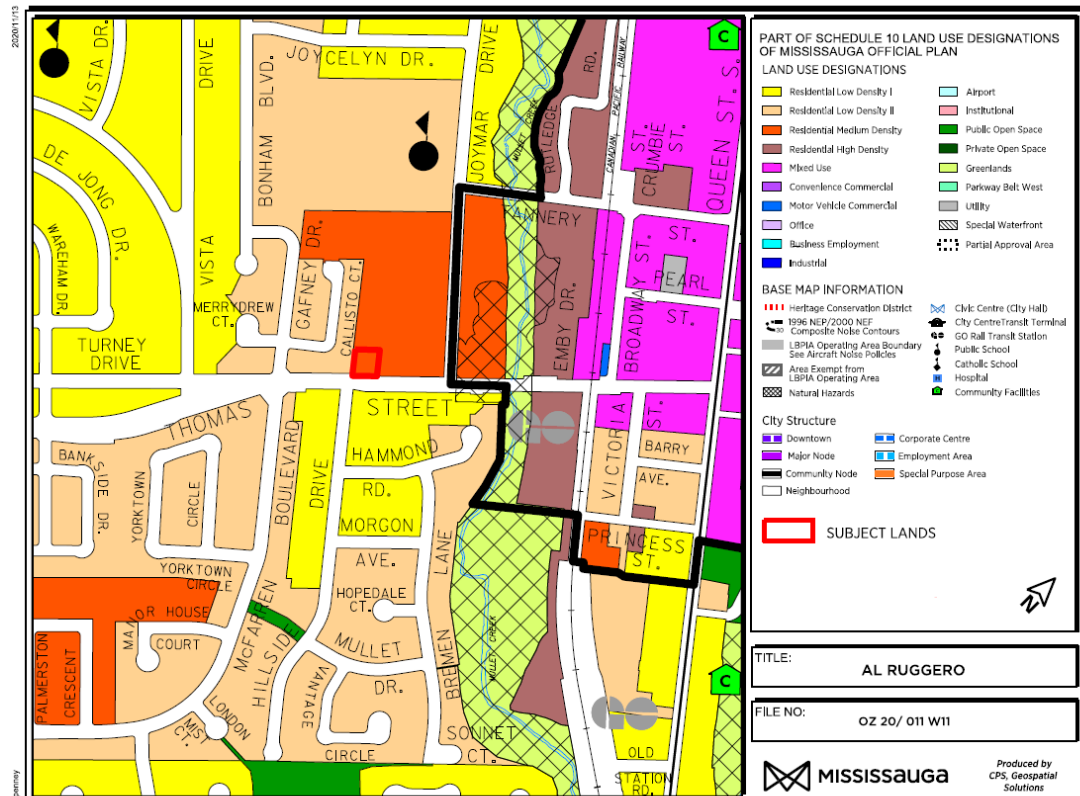 2020/11/13
VISTA DR.
DRIVE
BONHAM BLVD.
JOYCELYN DR.
JOYMAR DRIVE
MULLET CREEK
RUTLEDGE RD.
CANADIAN PACIFIC RAILWAY
CRUMBIE ST.
ST.
QUEEN ST. S.
C
DE JONG DR.
WAREHAM DR.
VISTA
MERRYDREW CT.
GAFNEY DR.
CALLISTO CT.
TANNERY ST.
EMBY DR.
BROADWAY ST.
PEARL ST.
TURNEY DRIVE
THOMAS STREET
GO
VICTORIA ST.
BARRY AVE.
PRINCESS ST.
BANKSIDE DR.
YORKTOWN CIRCLE
BOULEVARD
DRIVE
HAMMOND RD.
MORGON AVE.
LANE
YORKTOWN CIRCLE
MANOR HOUSE COURT
MCFARREN
HILLSIDE
HOPEDALE CT.
MULLET DR.
BREMEN
MULLET CREEK
PALMERSTON CRESCENT
LONDON
MIST CT.
VANTAGE
CIRCLE
SONNET CT.
GO
C
OLD STATION RD.
PART OF SCHEDULE 10 LAND USE DESIGNATIONS
OF MISSISSAUGA OFFICIAL PLAN
LAND USE DESIGNATIONS
Residential Low Density I
Residential Low Density II
Residential Medium Density
Residential High Density
Mixed Use
Convenience Commercial
Motor Vehicle Commercial
Office
Business Employment
Industrial
Airport
Institutional
Public Open Space
Private Open Space
Greenlands
Parkway Belt West
Utility
Special Waterfront
Partial Approval Area
BASE MAP INFORMATION
Heritage Conservation District
1996 NEP/2000 NEF
Composite Noise Contours
LBPIA Operating Area Boundary
See Aircraft Noise Policies
Area Exempt from
LBPIA Operating Area
Natural Hazards
Civic Centre (City Hall)
City Centre Transit Terminal
GO Rail Transit Station
Public School
Catholic School
Hospital
Community Facilities
City Structure
Downtown
Major Node
Community Node
Neighbourhood
Corporate Centre
Employment Area
Special Purpose Area
SUBJECT LANDS
N
TITLE:
AL RUGGERO
FILE NO:
OZ 20/ 011 W11
MISSISSAUGA
Produced by
CPS, Geospatial
Solutions